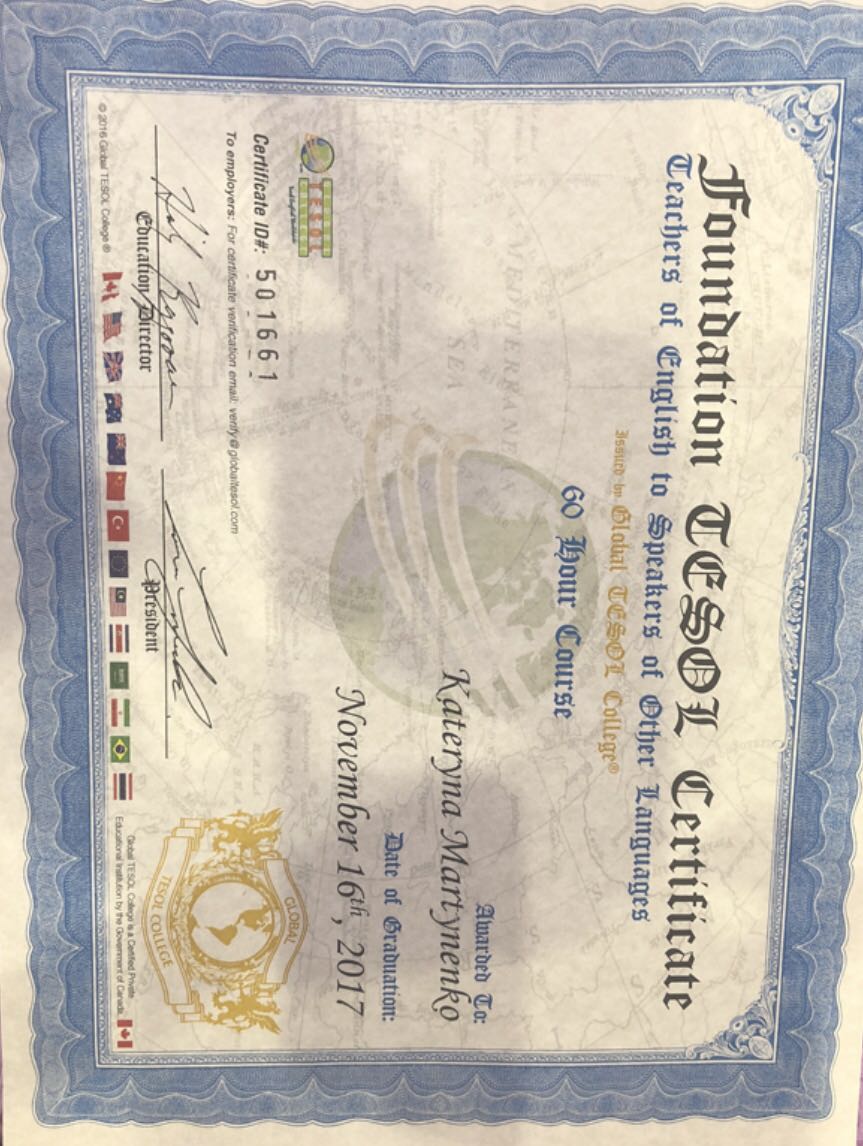 Foundation TESOL Certificate
Teachers of English to Speakers of Other Languages
Issued by Global TESOL College®
60 Hour Course
Awarded To:
Kateryna Martynenko
Date of Graduation:
November 16th, 2017
TESOL
Certificate ID#: 501661
To employers: For certificate verification email: verify@globaltesol.com
Education Director
President
GLOBAL
TESOL COLLEGE
© 2016 Global TESOL College®
Global TESOL College is a Certified Private
Educational Institution by the Government of Canada.
MEDITERRANE
SEA